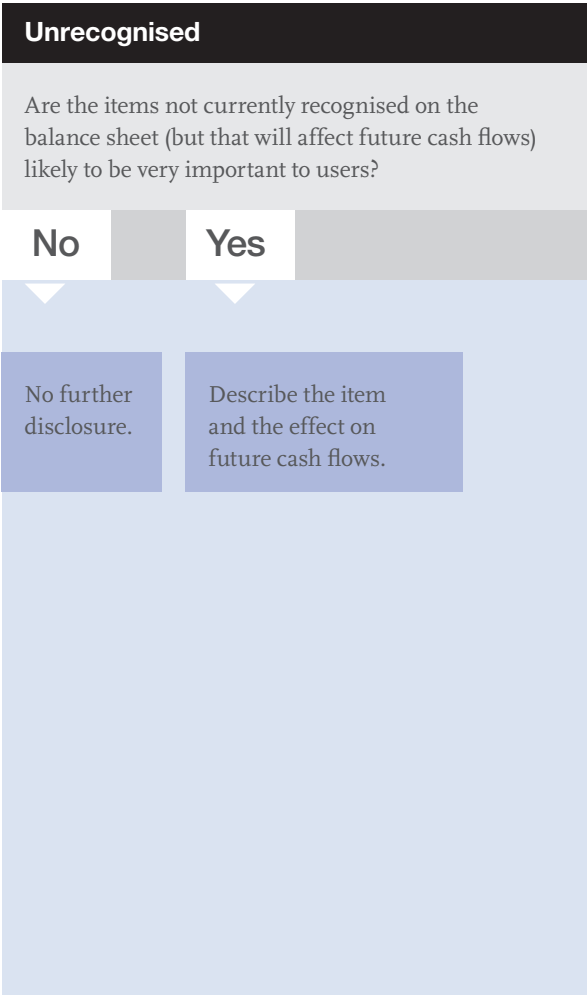 Unrecognised
Are the items not currently recognised on the
balance sheet (but that will affect future cash flows)
likely to be very important to users?
No
Yes
No further
disclosure.
Describe the item
and the effect on
future cash flows.